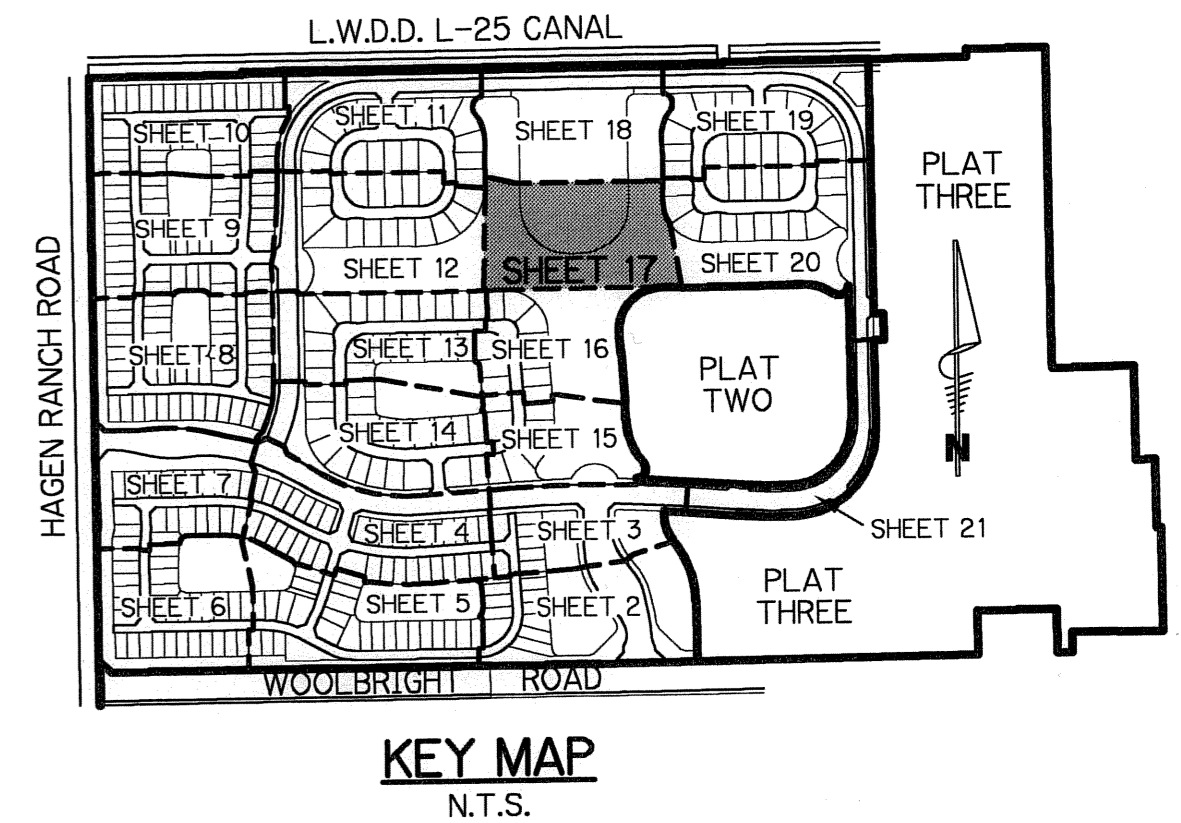 L.W.D.D. L-25 CANAL
SHEET 10
SHEET 11
SHEET 18
SHEET 19
PLAT
THREE
SHEET 9
HAGEN RANCH ROAD
SHEET 12
SHEET 17
SHEET 20
SHEET 8
SHEET 13
SHEET 16
PLAT
TWO
SHEET 14
SHEET 15
N
SHEET 7
SHEET 4
SHEET 3
SHEET 21
SHEET 6
SHEET 5
SHEET 2
PLAT
THREE
WOOLBRIGHT ROAD
KEY MAP
N.T.S.